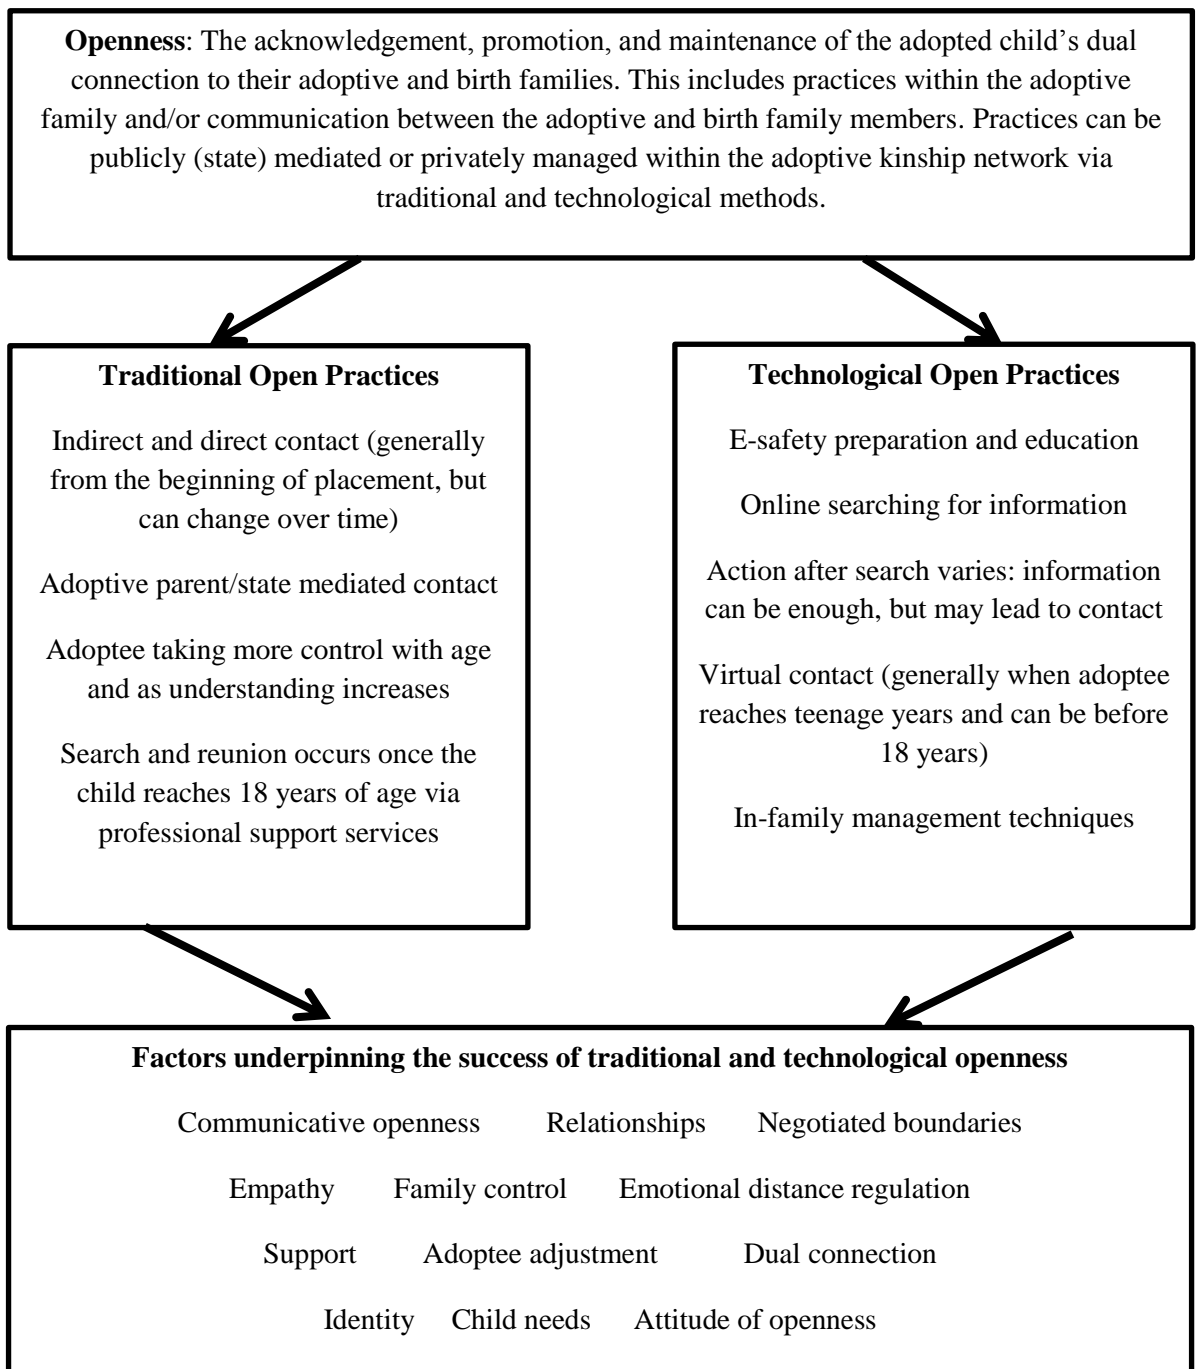 Openness: The acknowledgement, promotion, and maintenance of the adopted child’s dual
connection to their adoptive and birth families. This includes practices within the adoptive
family and/or communication between the adoptive and birth family members. Practices can be
publicly (state) mediated or privately managed within the adoptive kinship network via
traditional and technological methods.
Traditional Open Practices
Indirect and direct contact (generally
from the beginning of placement, but
can change over time)
Adoptive parent/state mediated contact
Adoptee taking more control with age
and as understanding increases
Search and reunion occurs once the
child reaches 18 years of age via
professional support services
Technological Open Practices
E-safety preparation and education
Online searching for information
Action after search varies: information
can be enough, but may lead to contact
Virtual contact (generally when adoptee
reaches teenage years and can be before
18 years)
In-family management techniques
Factors underpinning the success of traditional and technological openness
Communicative openness Relationships Negotiated boundaries
Empathy Family control Emotional distance regulation
Support Adoptee adjustment Dual connection
Identity Child needs Attitude of openness